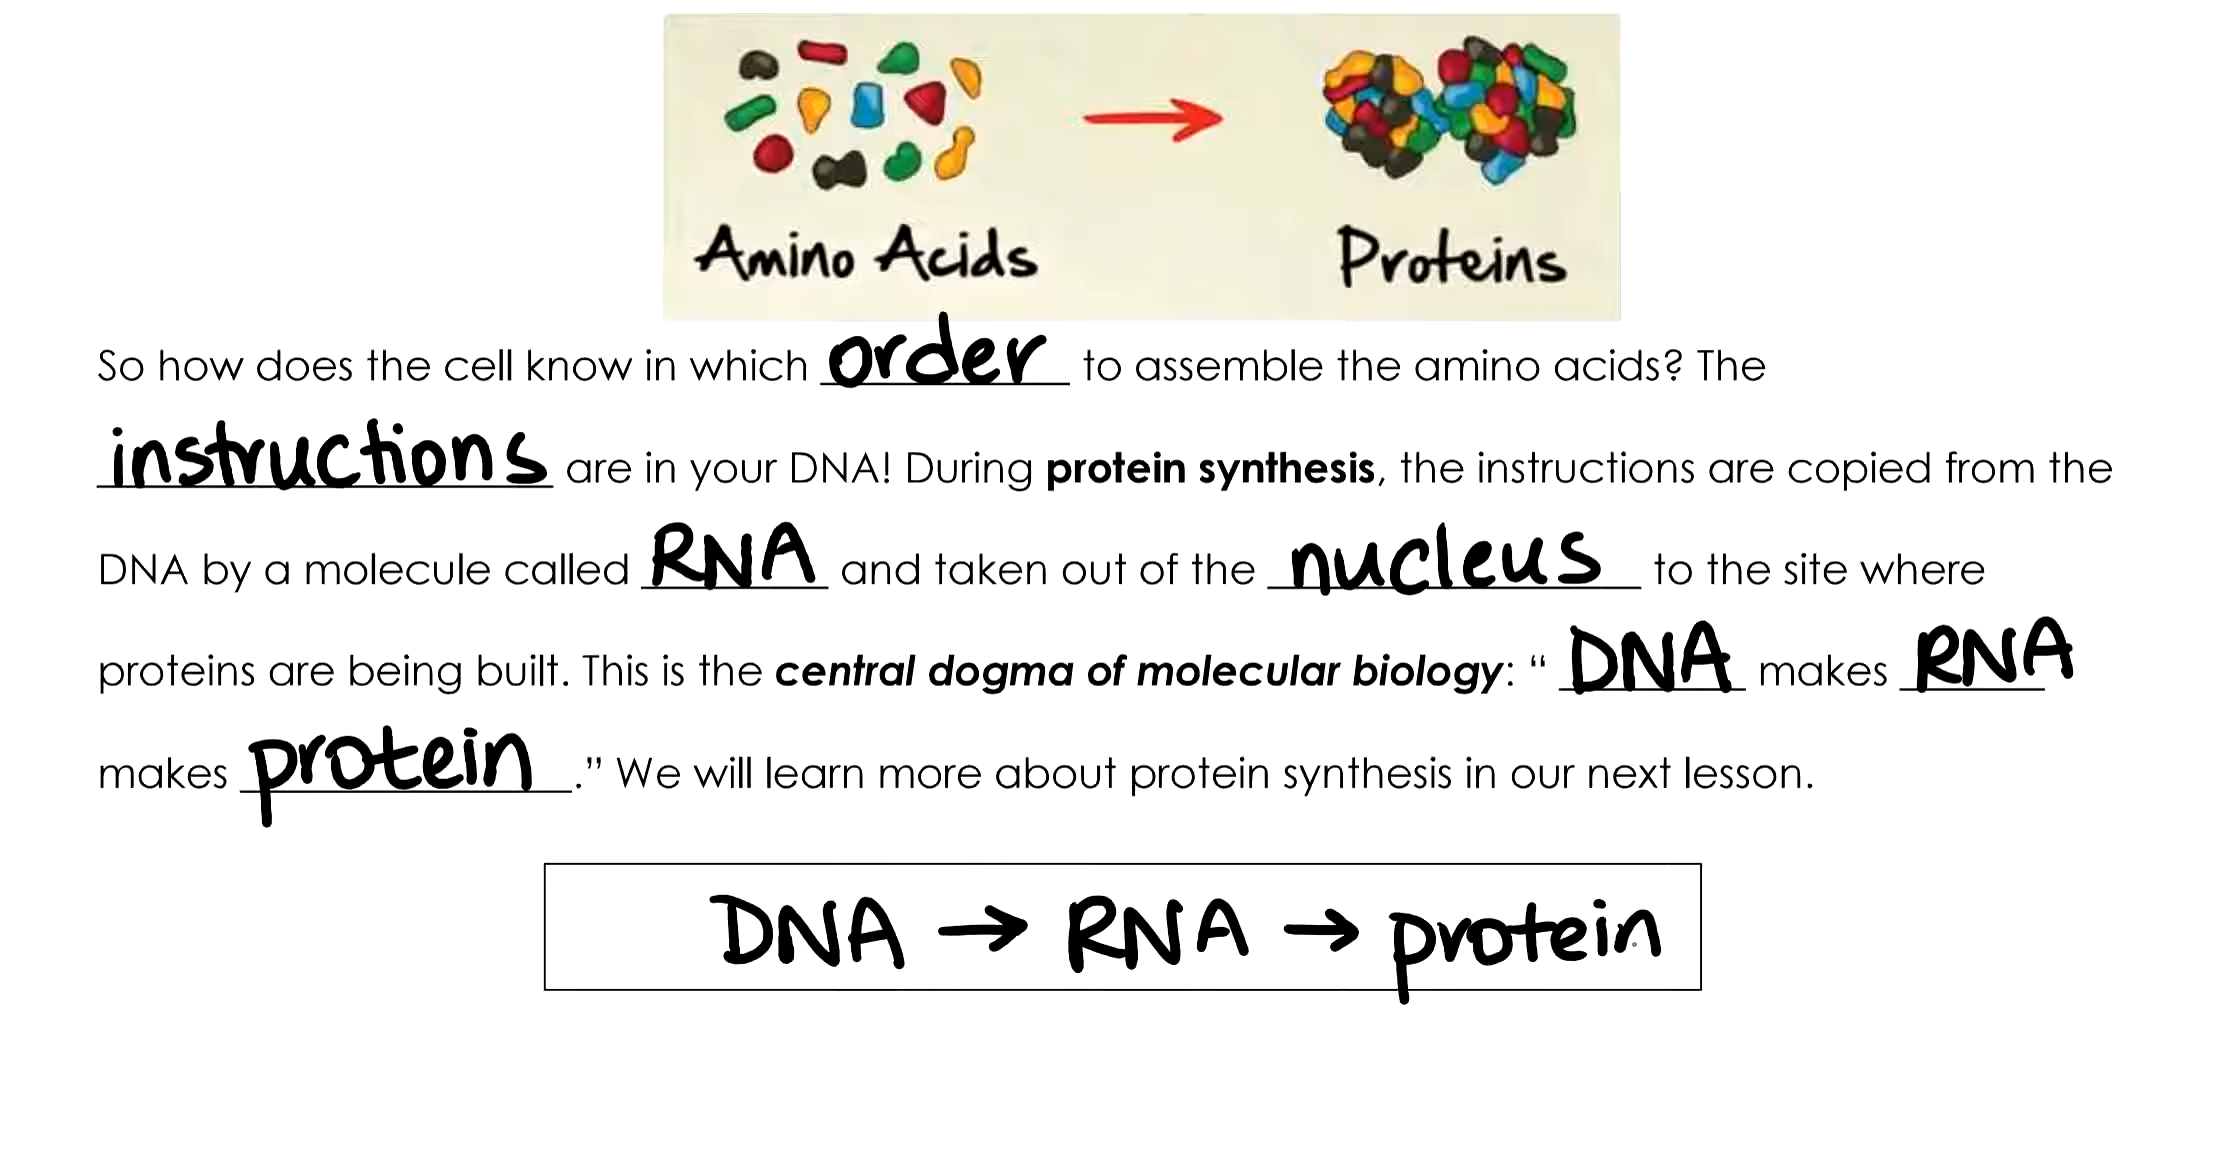 Amino Acids Proteins
So how does the cell know in which order to assemble the amino acids? The
instructions are in your DNA! During protein synthesis, the instructions are copied from the
DNA by a molecule called RNA and taken out of the nucleus to the site where
proteins are being built. This is the central dogma of molecular biology: “ DNA makes RNA
makes protein.” We will learn more about protein synthesis in our next lesson.
DNA → RNA → protein